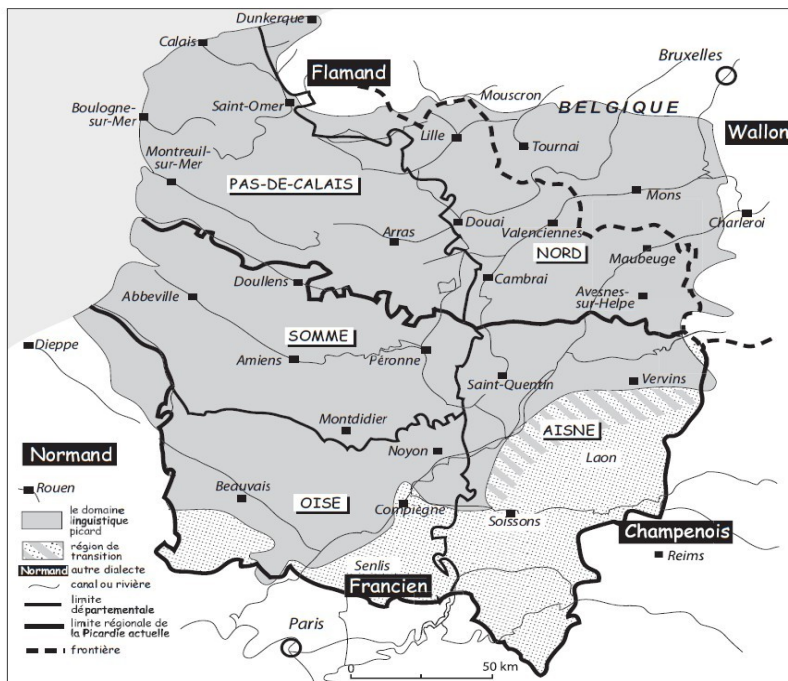 Dunkerque
Calais
Bruxelles
Flamand
Mouscron
BELGIQUE
Boulogne-
sur-Mer
Saint-Omer
Lille
Tournai
Wallon
Montreuil-
sur-Mer
PAS-DE-CALAIS
Mons
Douai
Valenciennes
Charleroi
Arras
NORD
Maubeuge
Doullens
Cambrai
Abbeville
Avesnes-
sur-Helpe
SOMME
Dieppe
Amiens
Péronne
Saint-Quentin
Vervins
Montdidier
AISNE
Noyon
Laon
Normand
Beauvais
OISE
Compiègne
Soissons
Rouen
Champenois
Reims
Senlis
Francien
Paris
le domaine
linguistique
picard
région de
transition
Normand autre dialecte
canal ou rivière
limite
départementale
limite régionale de
la Picardie actuelle
frontière
0 50 km